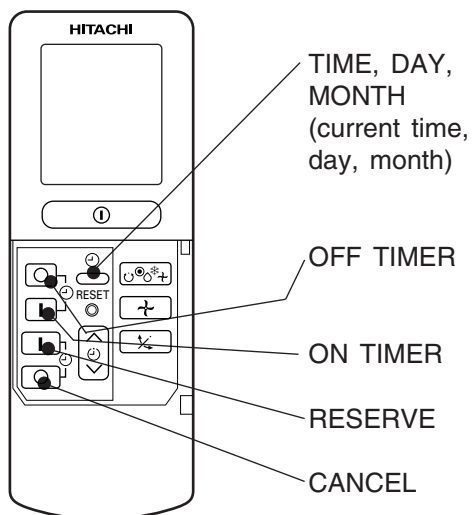 HITACHI
TIME, DAY,
MONTH
(current time,
day, month)
OFF TIMER
RESET
ON TIMER
RESERVE
CANCEL